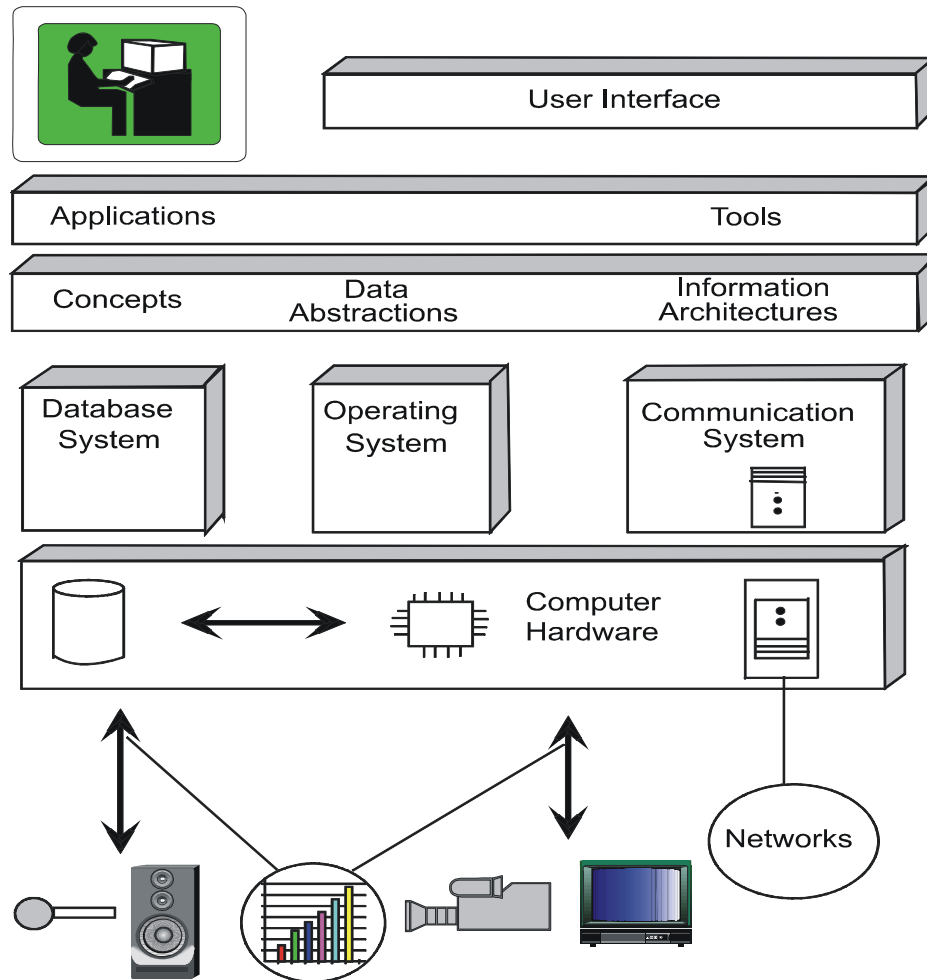 User Interface
Applications
Tools
Concepts
Data
Abstractions
Information
Architectures
Database
System
Operating
System
Communication
System
Computer
Hardware
Networks